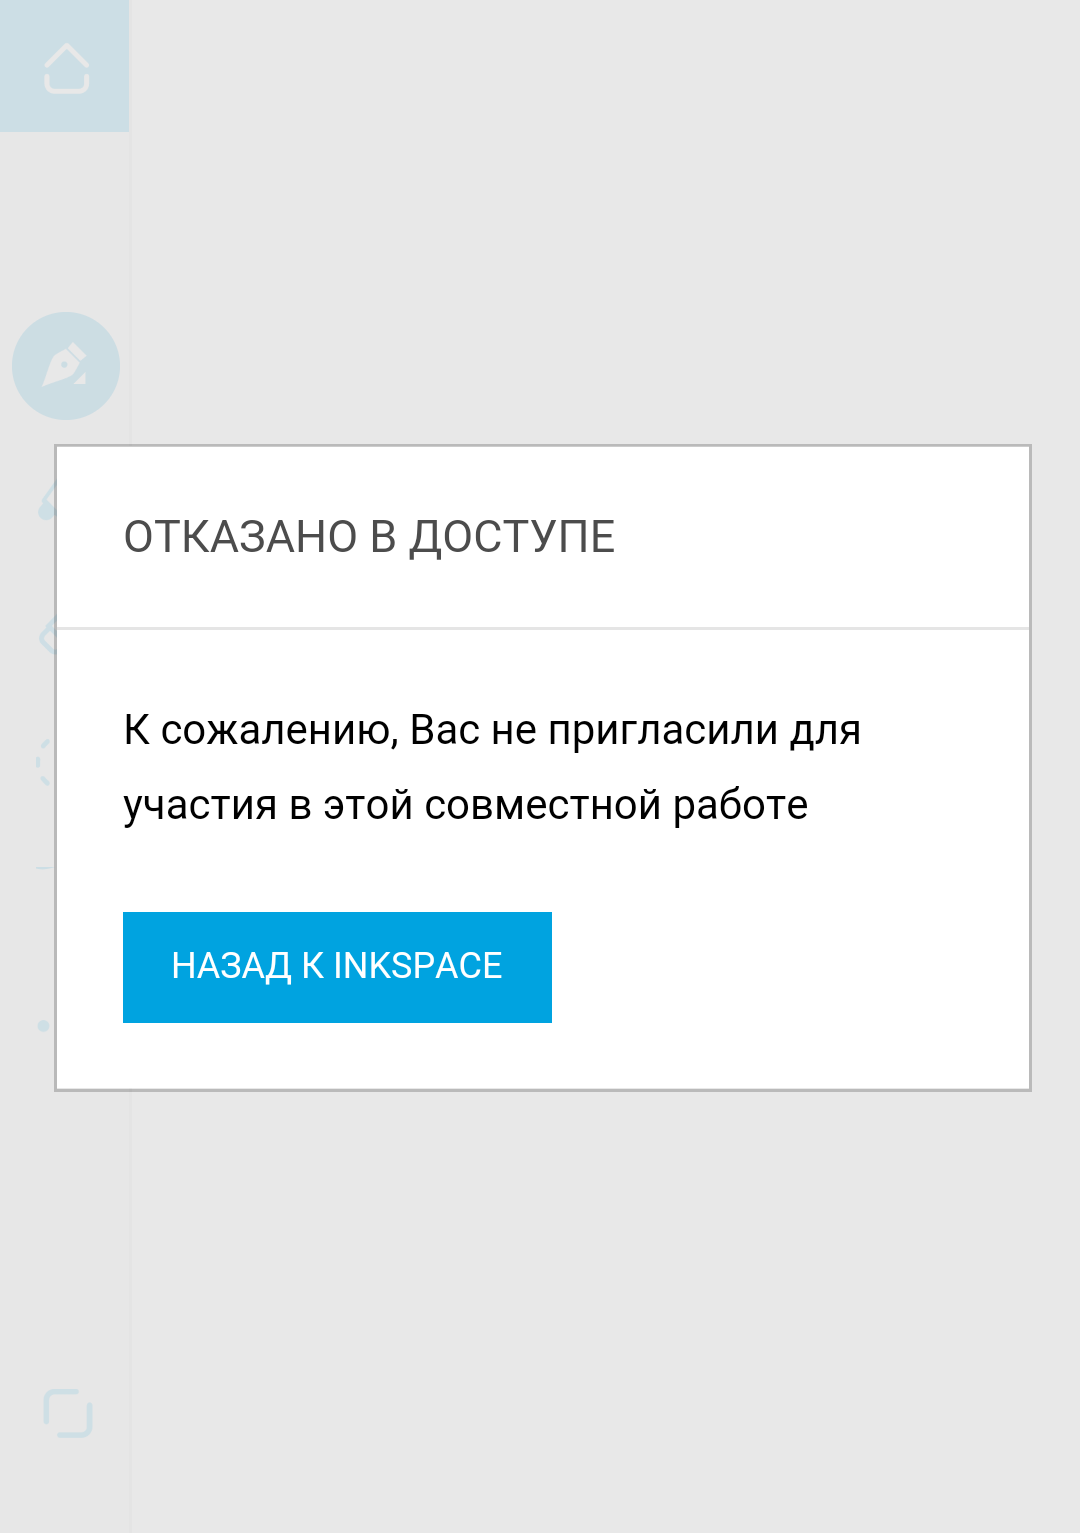 ОТКАЗАНО В ДОСТУПЕ
К сожалению, Вас не пригласили для
участия в этой совместной работе
НАЗАД К INKSPACE